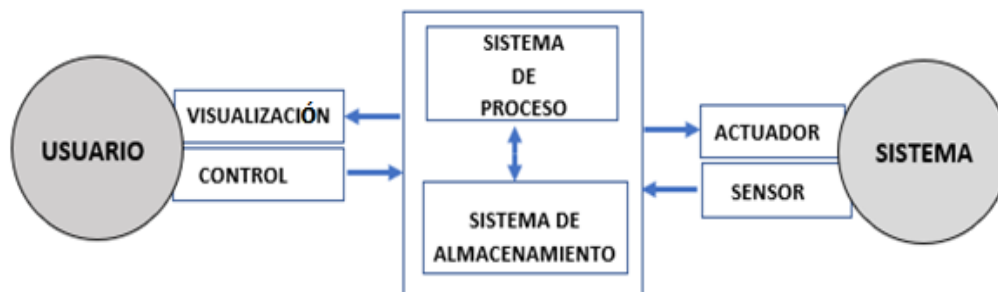 USUARIO
VISUALIZACIÓN
CONTROL
SISTEMA
DE
PROCESO
SISTEMA DE
ALMACENAMIENTO
ACTUADOR
SENSOR
SISTEMA